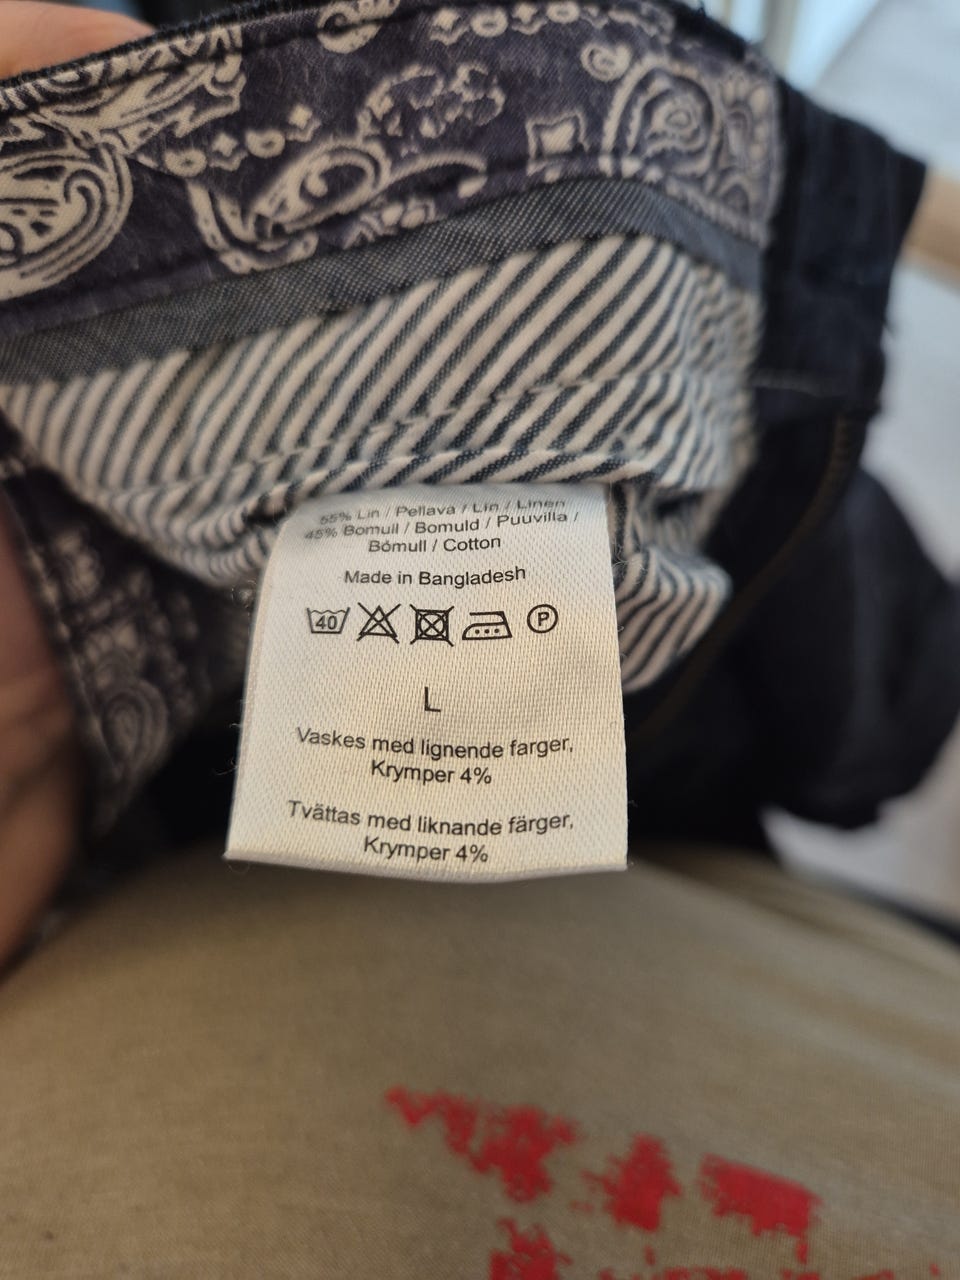 55% Lin / Pellava / Lin / Linen
45% Bomull / Bomuld / Puuvilla /
Bómull / Cotton
Made in Bangladesh
40 P
L
Vaskes med lignende farger,
Krymper 4%
Tvättas med liknande färger,
Krymper 4%